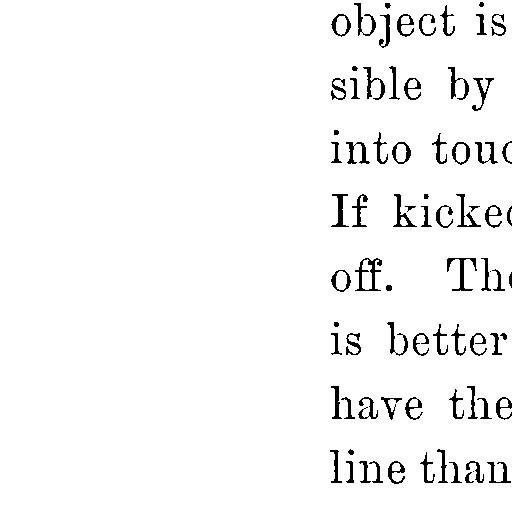 object is
sible by
into touc
If kicked
off. The
is better
have the
line than